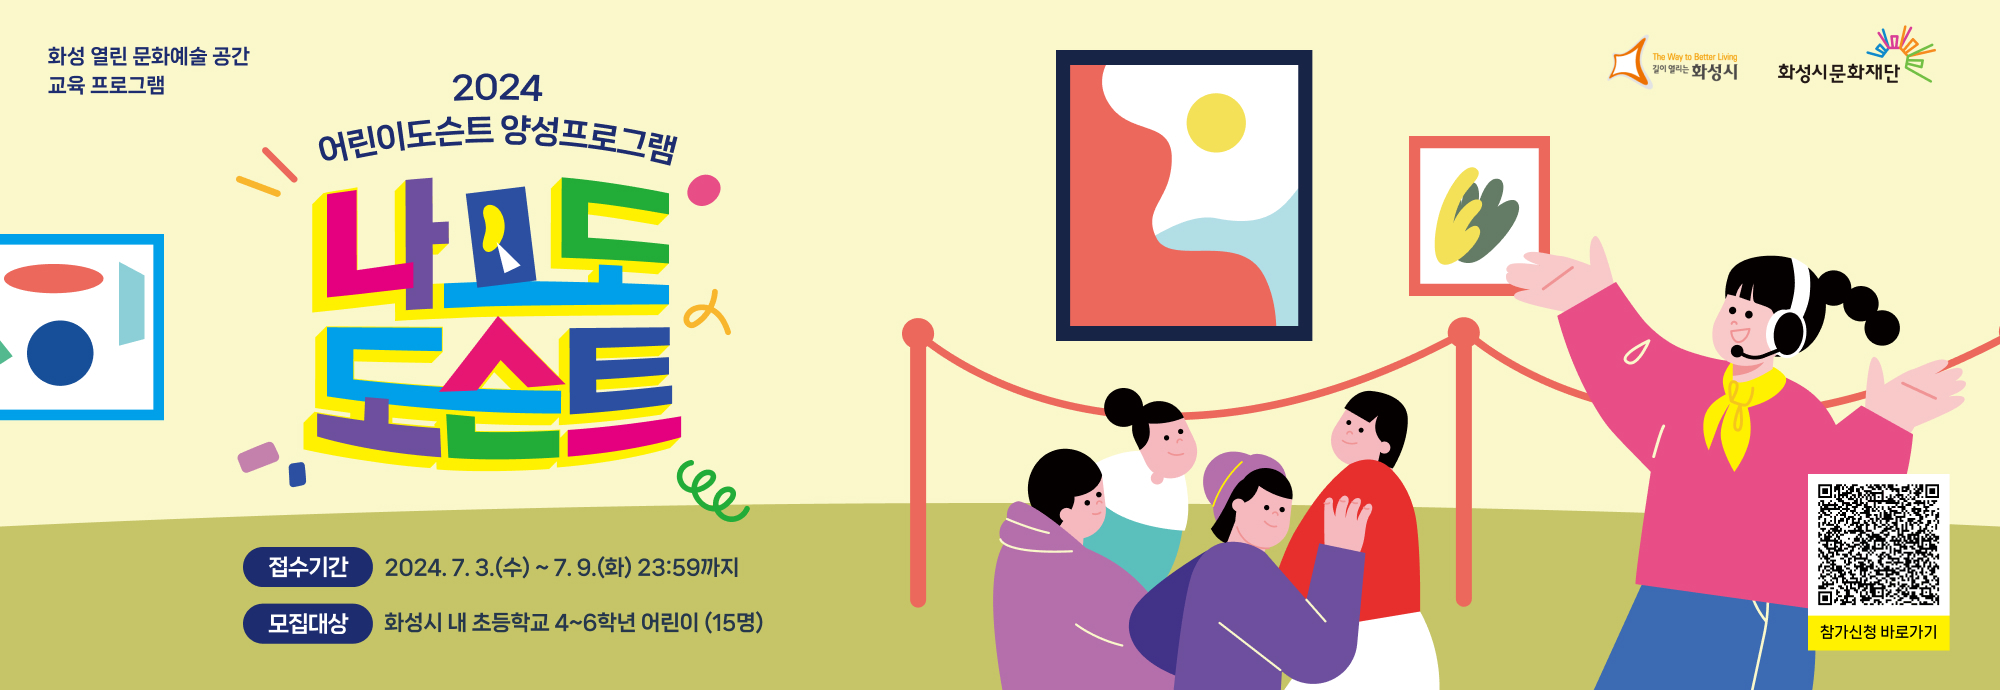 화성 열린 문화예술 공간
교육 프로그램
2024
어린이도슨트 양성프로그램
나도
도슨트
접수기간 2024. 7. 3.(수) ~ 7. 9.(화) 23:59까지
모집대상 화성시 내 초등학교 4~6학년 어린이 (15명)
The Way to Better Living
길이 열리는 화성시
화성시문화재단
참가신청 바로가기